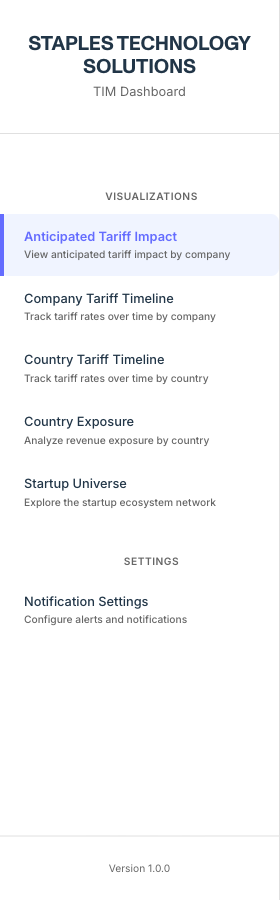 STAPLES TECHNOLOGY
SOLUTIONS
TIM Dashboard
VISUALIZATIONS
Anticipated Tariff Impact
View anticipated tariff impact by company
Company Tariff Timeline
Track tariff rates over time by company
Country Tariff Timeline
Track tariff rates over time by country
Country Exposure
Analyze revenue exposure by country
Startup Universe
Explore the startup ecosystem network
SETTINGS
Notification Settings
Configure alerts and notifications
Version 1.0.0